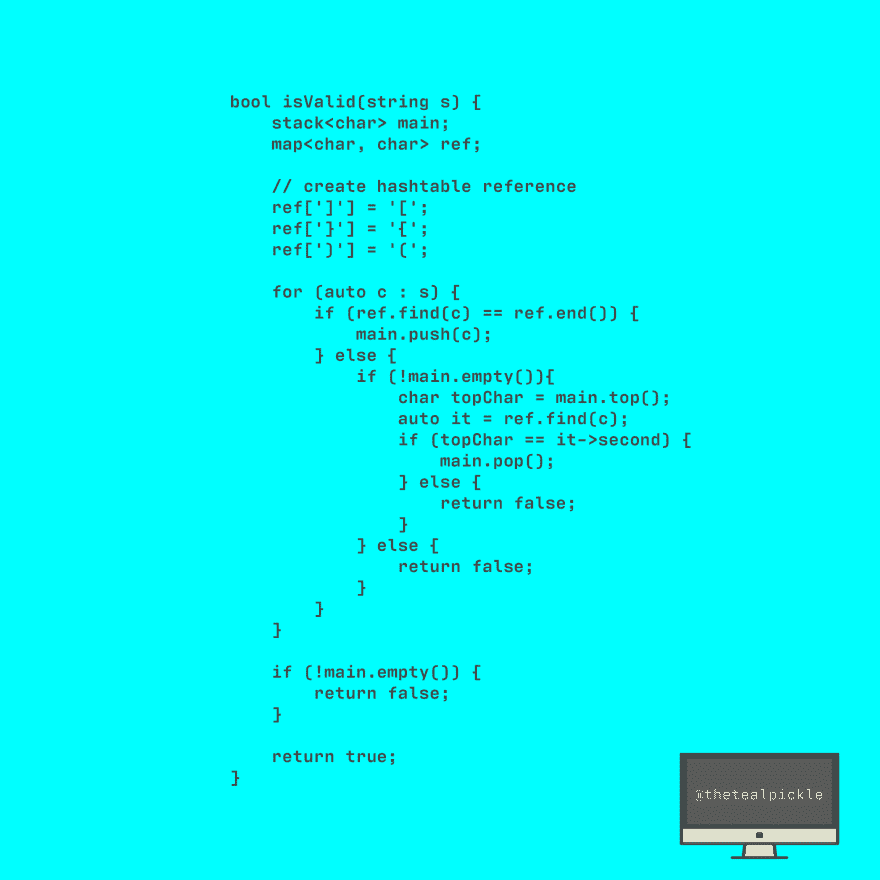 bool isValid(string s) {
    stack<char> main;
    map<char, char> ref;

    // create hashtable reference
    ref[']'] = '[';
    ref['}'] = '{';
    ref[')'] = '(';

    for (auto c : s) {
        if (ref.find(c) == ref.end()) {
            main.push(c);
        } else {
            if (!main.empty()){
                char topChar = main.top();
                auto it = ref.find(c);
                if (topChar == it->second) {
                    main.pop();
                } else {
                    return false;
                }
            } else {
                return false;
            }
        }
    }

    if (!main.empty()) {
        return false;
    }

    return true;
}
@thetealpickle